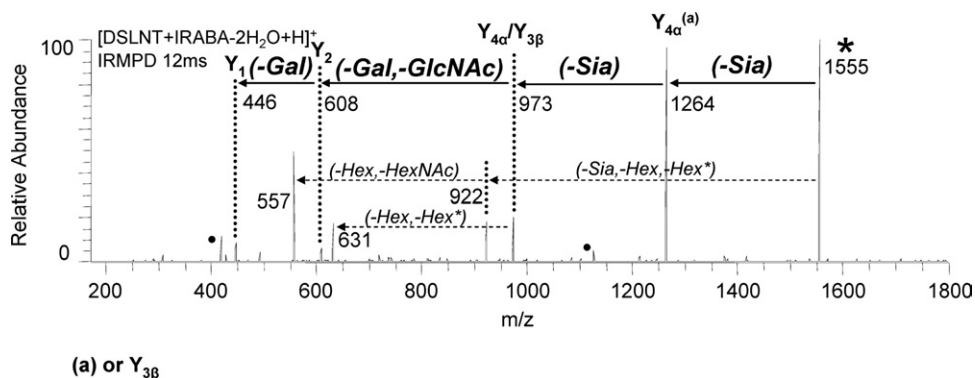 [DSLNT+IRABA-2H₂O+H]⁺
IRMPD 12ms
Y₁ (-Gal) Y₂ (-Gal,-GlcNAc) Y₄α/Y₃β (-Sia) Y₄α⁽ᵃ⁾ (-Sia) *
446 608 973 1264 1555
(-Hex,-HexNAc) (-Sia,-Hex,-Hex*)
557 922
(-Hex,-Hex*)
631
Relative Abundance
100
50
0
200 400 600 800 1000 1200 1400 1600 1800
m/z
(a) or Y₃β